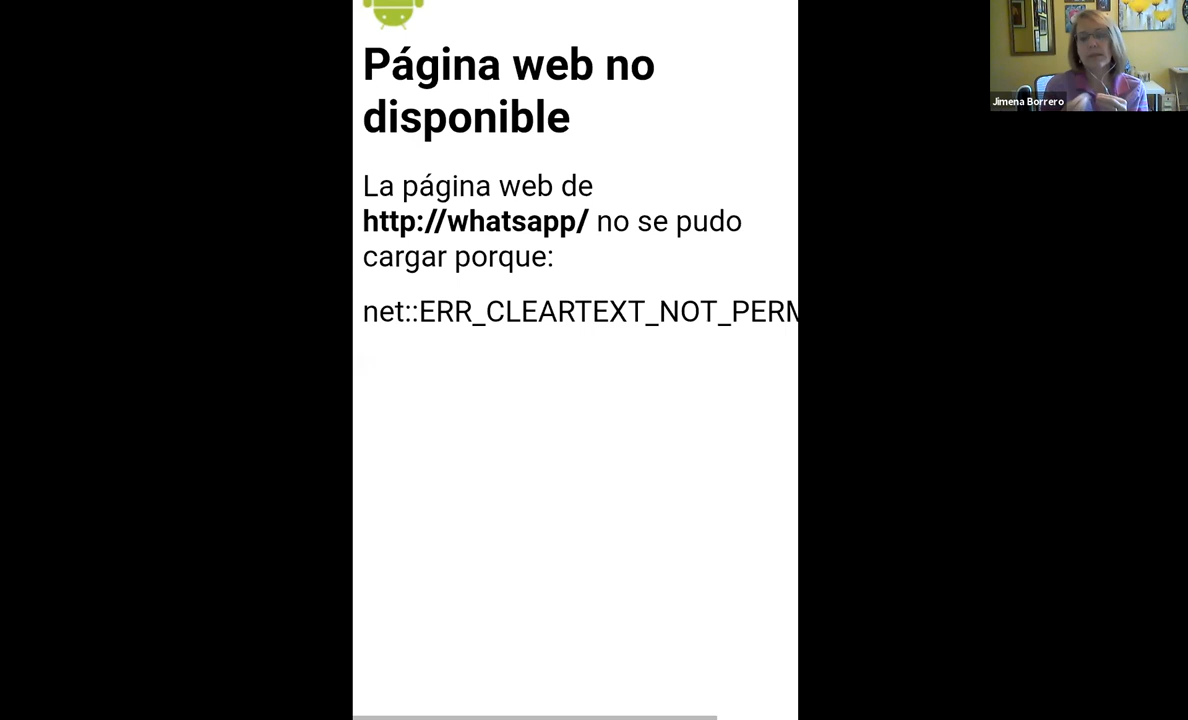 Página web no
disponible
La página web de
http://whatsapp/ no se pudo
cargar porque:
net::ERR_CLEARTEXT_NOT_PERM
Jimena Borrero